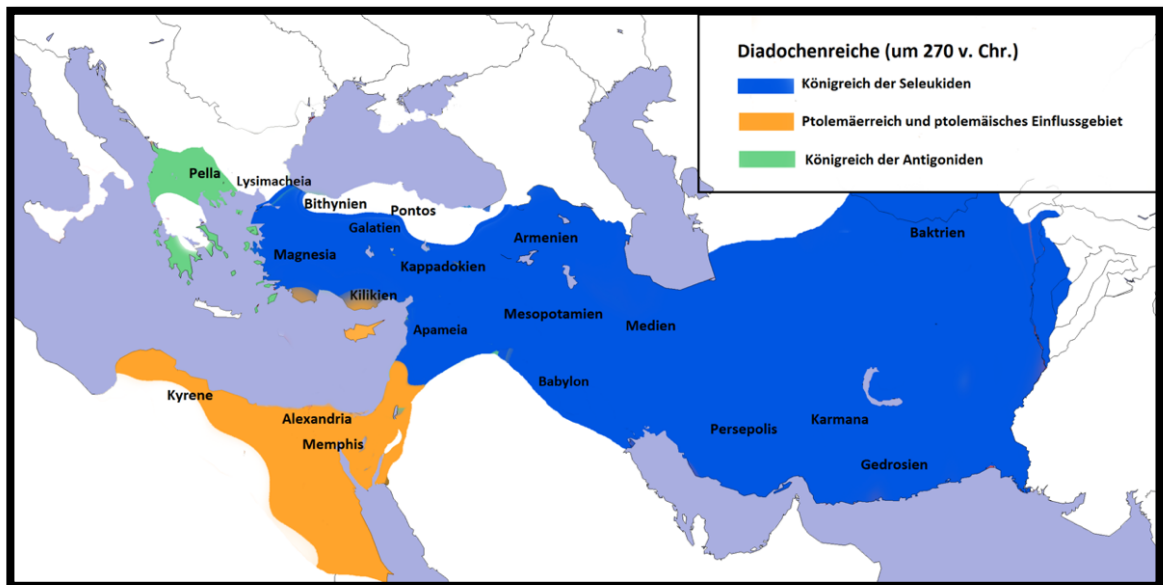 Diadochenreiche (um 270 v. Chr.)
Königreich der Seleukiden
Ptolemäerreich und ptolemäisches Einflussgebiet
Königreich der Antigoniden
Pella
Lysimacheia
Bithynien
Pontos
Galatien
Armenien
Baktrien
Magnesia
Kappadokien
Kilikien
Mesopotamien
Medien
Apameia
Babylon
Kyrene
Alexandria
Memphis
Persepolis
Karmana
Gedrosien